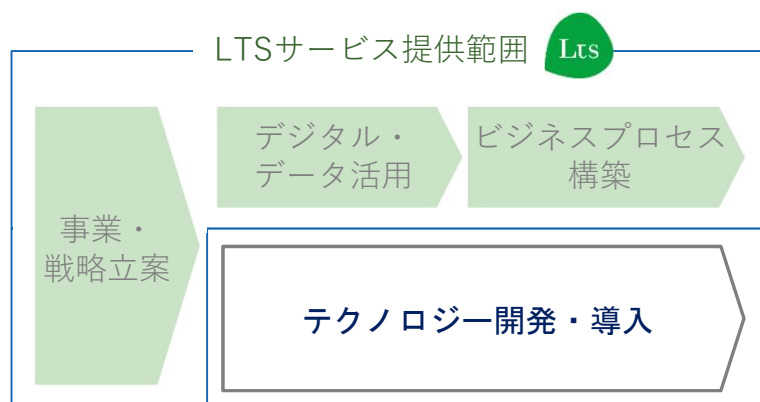 LTSサービス提供範囲
Lts
デジタル・
データ活用
ビジネスプロセス
構築
事業・
戦略立案
テクノロジー開発・導入